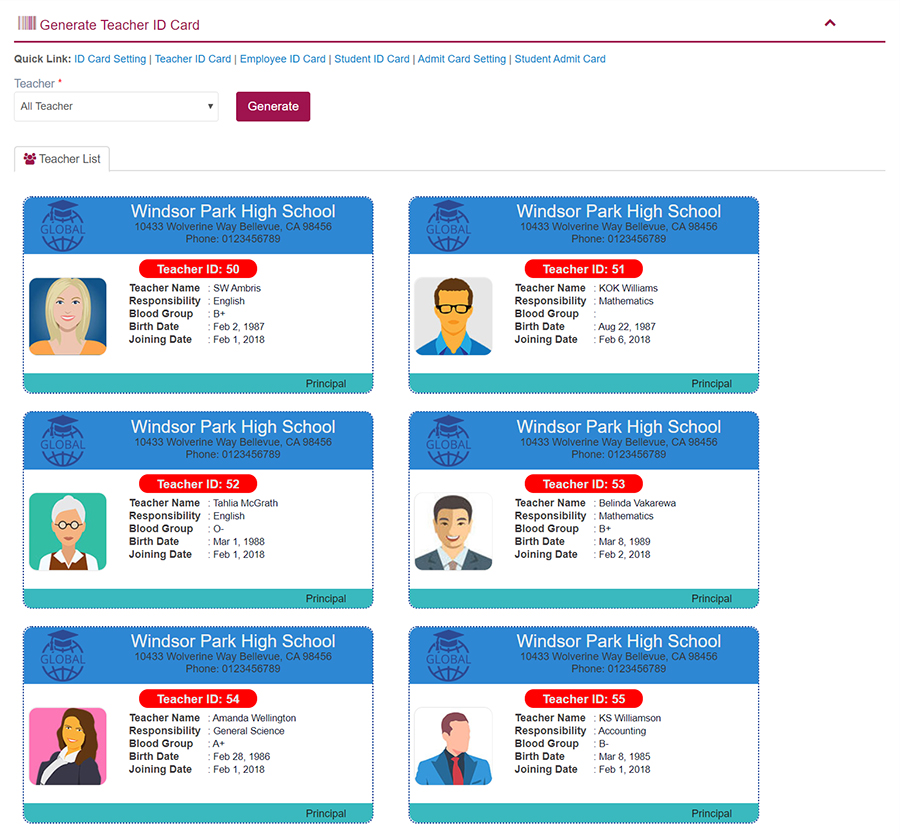 Generate Teacher ID Card
Quick Link: ID Card Setting | Teacher ID Card | Employee ID Card | Student ID Card | Admit Card Setting | Student Admit Card
Teacher *
All Teacher
Generate
Teacher List
GLOBAL
Windsor Park High School
10433 Wolverine Way Bellevue, CA 98456
Phone: 0123456789
Teacher ID: 50
Teacher Name : SW Ambris
Responsibility : English
Blood Group : B+
Birth Date : Feb 2, 1987
Joining Date : Feb 1, 2018
Principal
GLOBAL
Windsor Park High School
10433 Wolverine Way Bellevue, CA 98456
Phone: 0123456789
Teacher ID: 51
Teacher Name : KOK Williams
Responsibility : Mathematics
Blood Group :
Birth Date : Aug 22, 1987
Joining Date : Feb 6, 2018
Principal
GLOBAL
Windsor Park High School
10433 Wolverine Way Bellevue, CA 98456
Phone: 0123456789
Teacher ID: 52
Teacher Name : Tahlia McGrath
Responsibility : English
Blood Group : O-
Birth Date : Mar 1, 1988
Joining Date : Feb 1, 2018
Principal
GLOBAL
Windsor Park High School
10433 Wolverine Way Bellevue, CA 98456
Phone: 0123456789
Teacher ID: 53
Teacher Name : Belinda Vakarewa
Responsibility : Mathematics
Blood Group : B+
Birth Date : Mar 8, 1989
Joining Date : Feb 2, 2018
Principal
GLOBAL
Windsor Park High School
10433 Wolverine Way Bellevue, CA 98456
Phone: 0123456789
Teacher ID: 54
Teacher Name : Amanda Wellington
Responsibility : General Science
Blood Group : A+
Birth Date : Feb 28, 1986
Joining Date : Feb 1, 2018
Principal
GLOBAL
Windsor Park High School
10433 Wolverine Way Bellevue, CA 98456
Phone: 0123456789
Teacher ID: 55
Teacher Name : KS Williamson
Responsibility : Accounting
Blood Group : B-
Birth Date : Mar 8, 1985
Joining Date : Feb 1, 2018
Principal